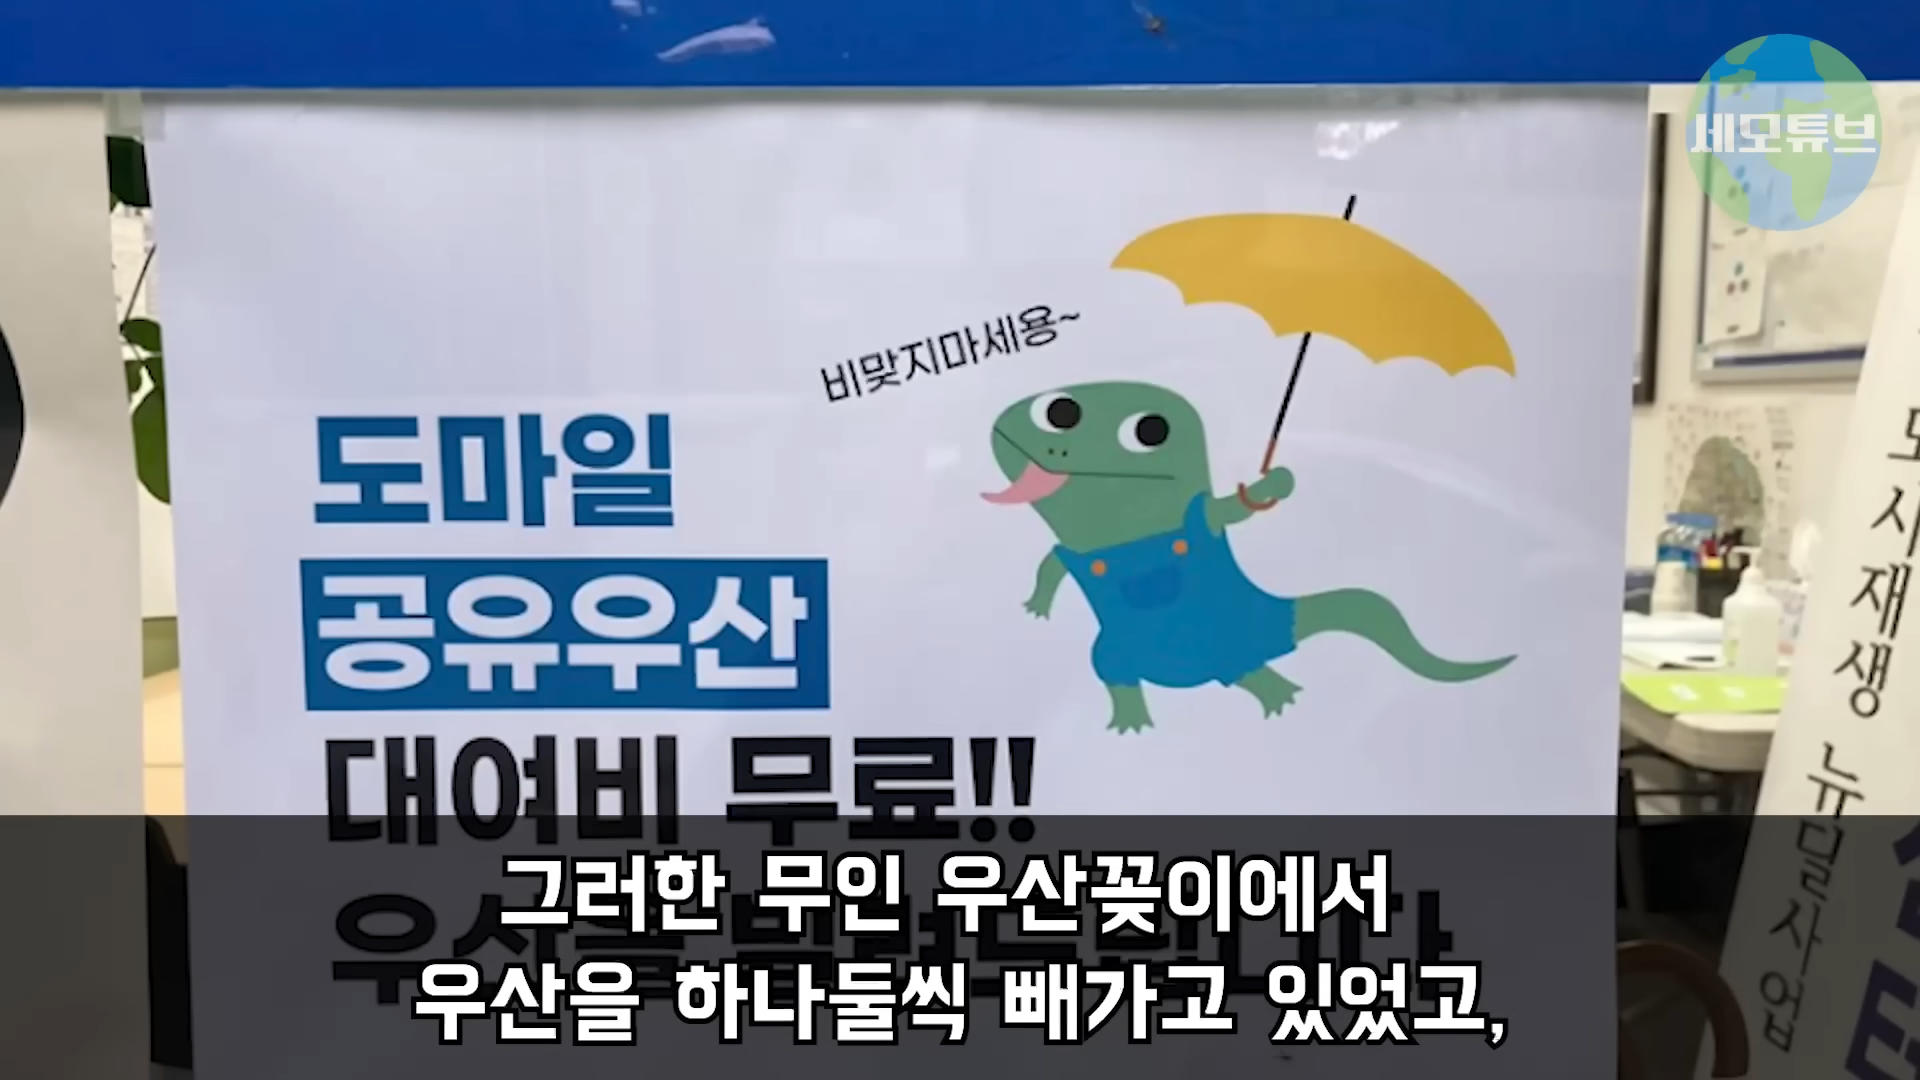 세모튜브
비맞지마세용~
도마일
공유우산
대여비 무료!!
그러한 무인 우산꽂이에서
우산을 하나둘씩 빼가고 있었고,
도시재생 뉴딜사업